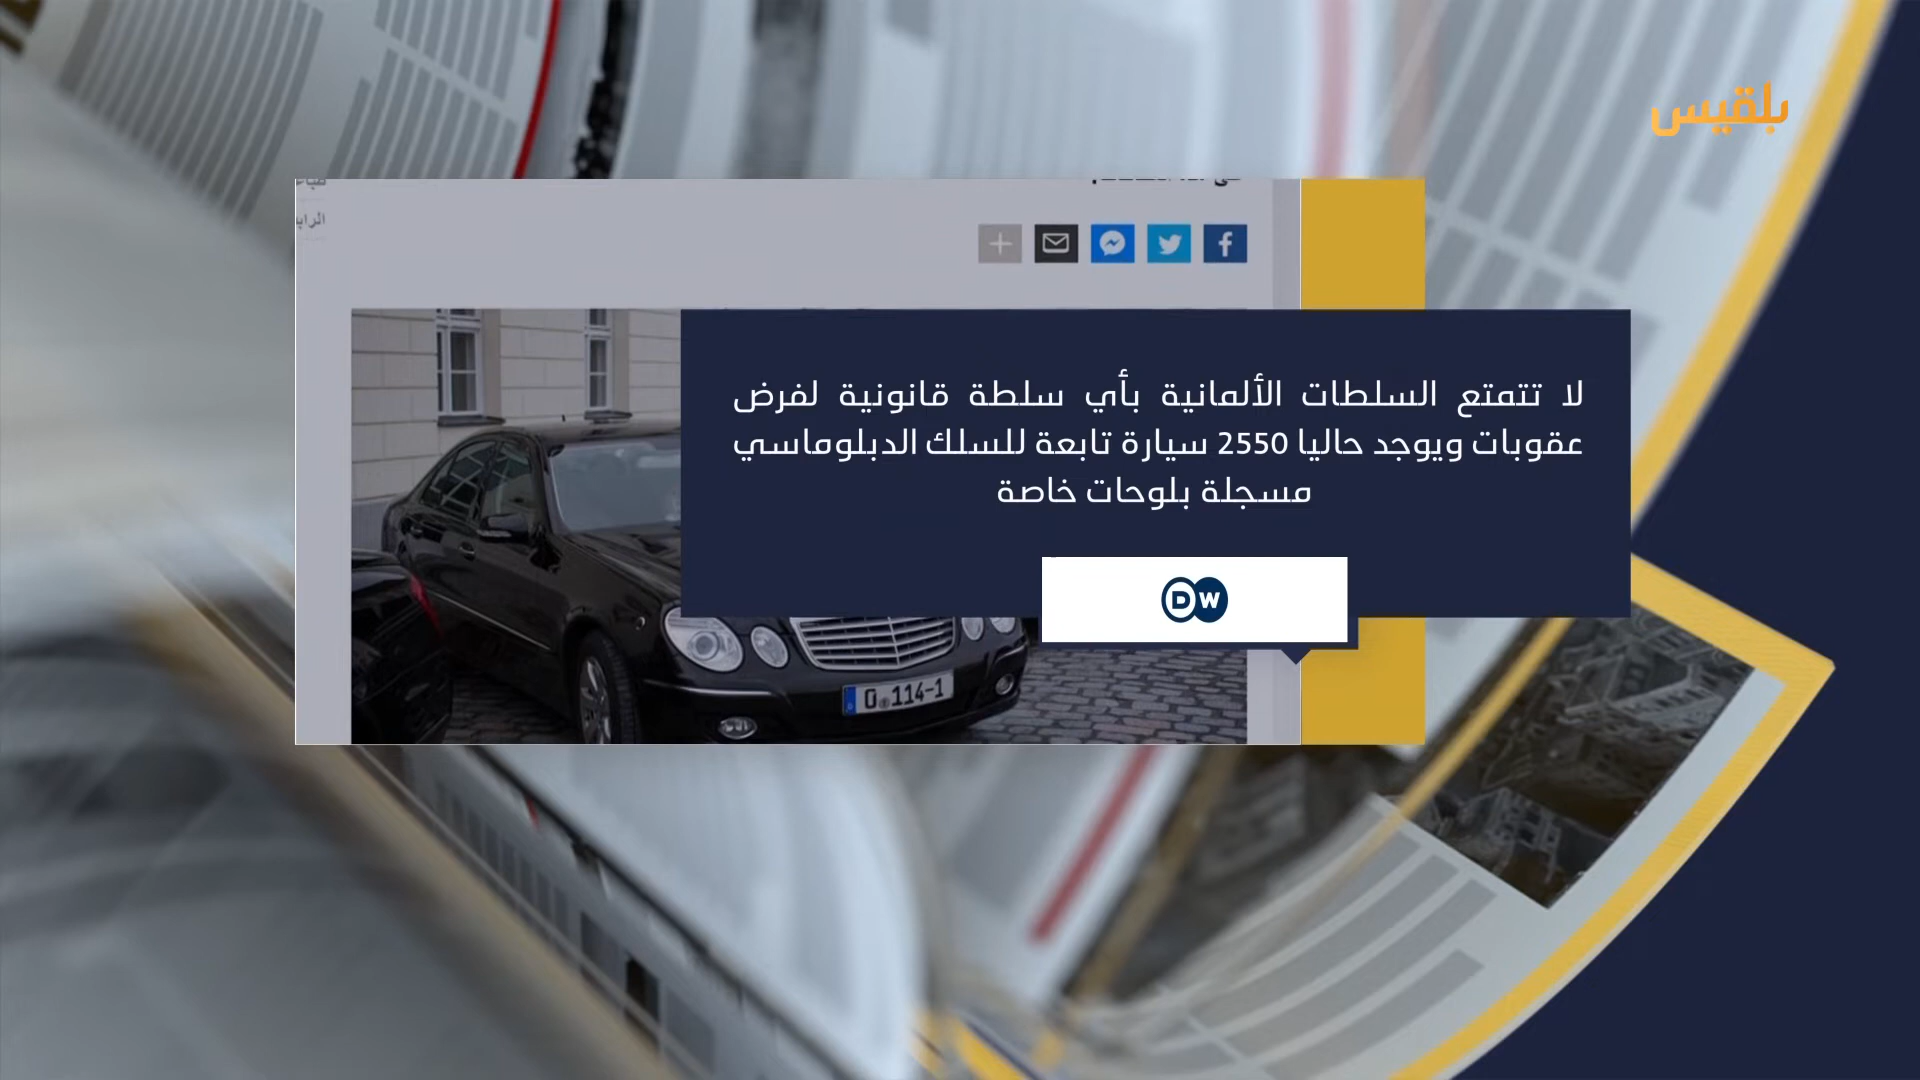 بلقيس
لا تتمتع السلطات الألمانية بأي سلطة قانونية لفرض
عقوبات ويوجد حاليا 2550 سيارة تابعة للسلك الدبلوماسي
مسجلة بلوحات خاصة
DW
0 114-1